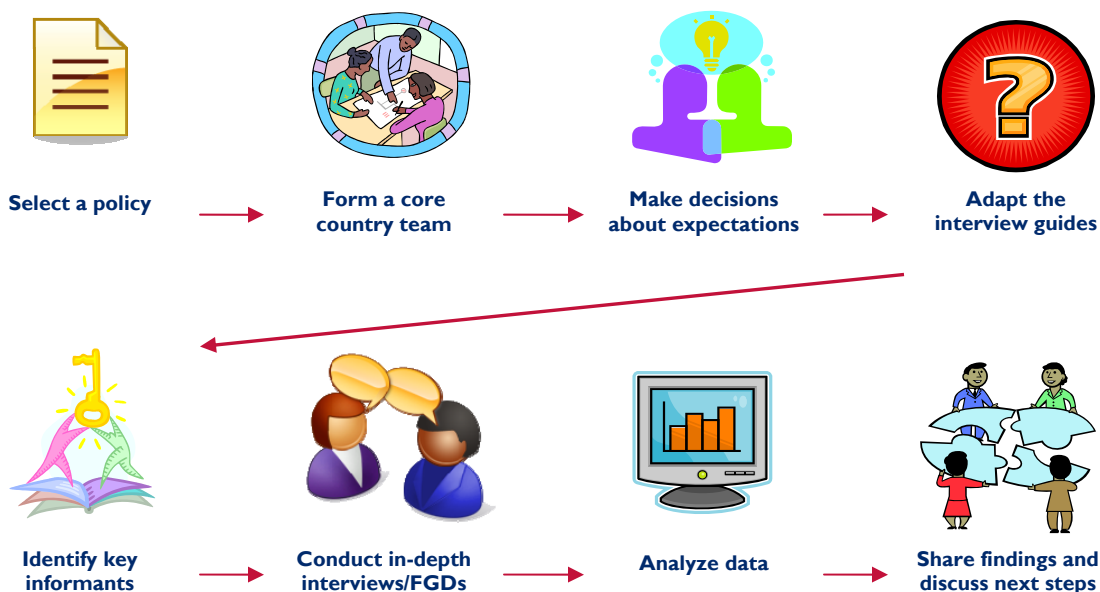 Select a policy
Form a core
country team
Make decisions
about expectations
Adapt the
interview guides
Identify key
informants
Conduct in-depth
interviews/FGDs
Analyze data
Share findings and
discuss next steps